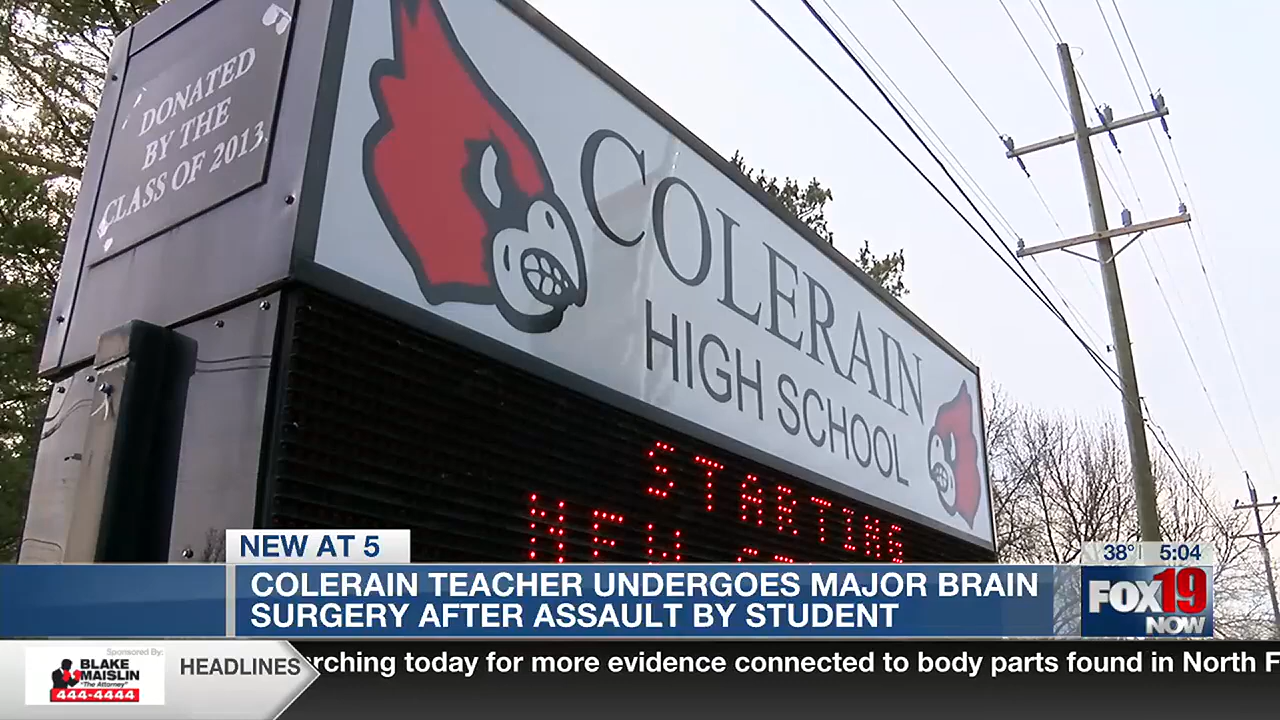 DONATED
BY THE
CLASS OF 2013.
COLERAIN
HIGH SCHOOL
STARTING
NEW
NEW AT 5
COLERAIN TEACHER UNDERGOES MAJOR BRAIN
SURGERY AFTER ASSAULT BY STUDENT
38° 5:04
FOX19
NOW
Sponsored By:
BLAKE
MAISLIN
"The Attorney"
444-4444
HEADLINES
rching today for more evidence connected to body parts found in North F